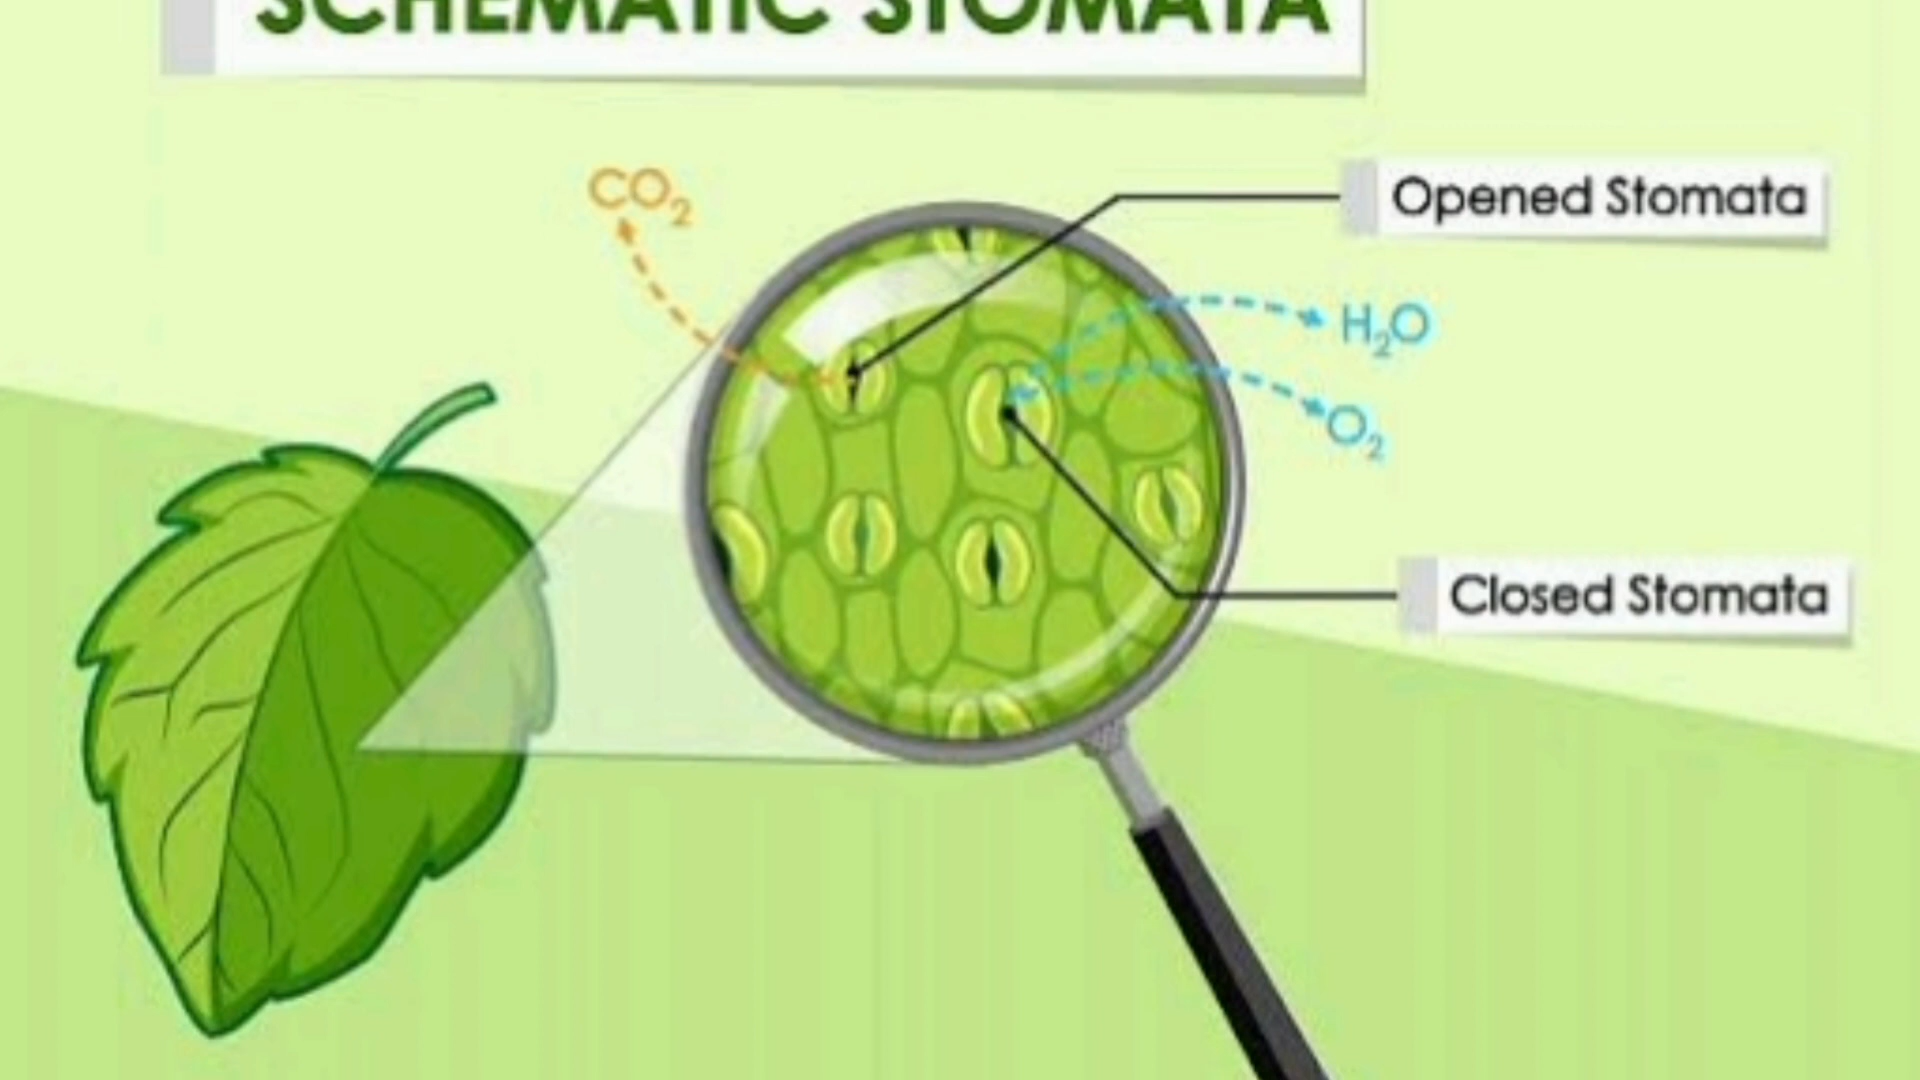 SCHEMATIC STOMATA
CO₂
Opened Stomata
H₂O
O₂
Closed Stomata